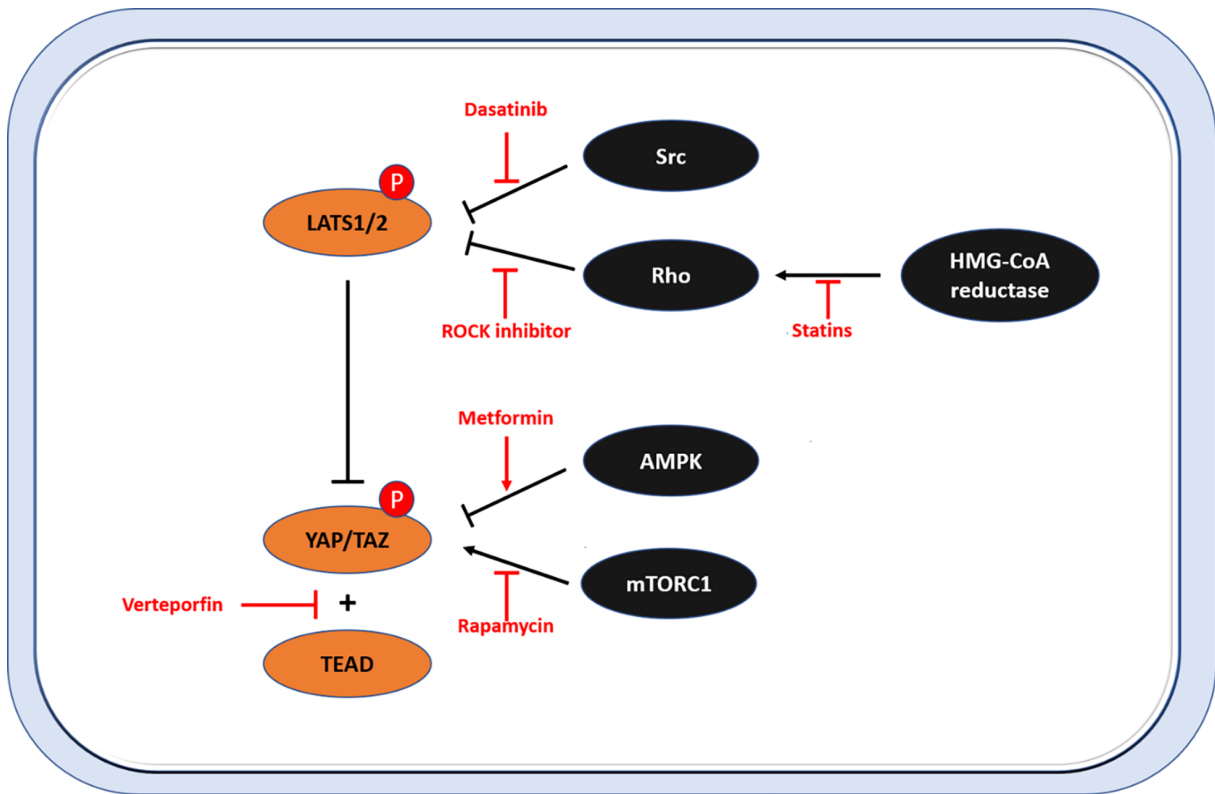 Dasatinib
Src
P
LATS1/2
Rho
HMG-CoA
reductase
ROCK inhibitor
Statins
Metformin
AMPK
P
YAP/TAZ
mTORC1
Verteporfin
+
Rapamycin
TEAD